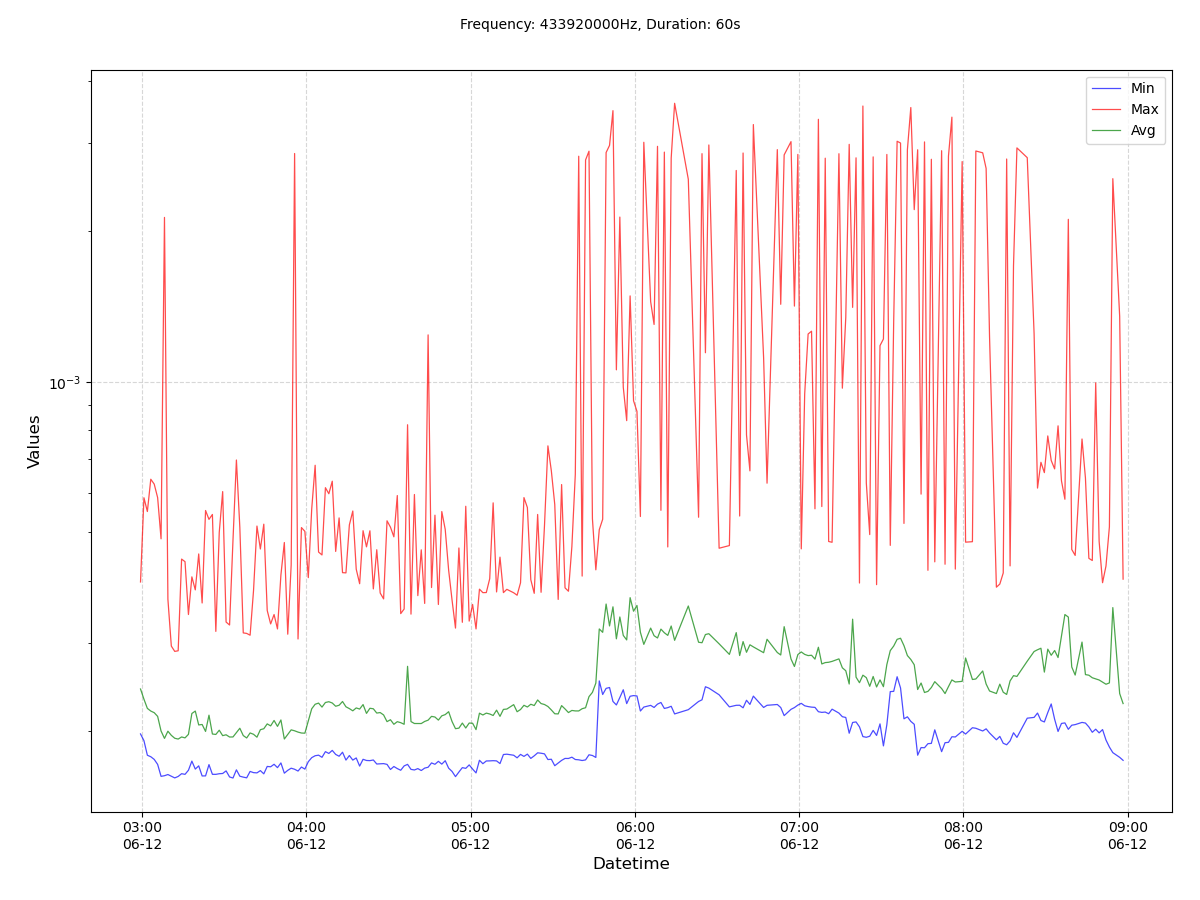 Frequency: 433920000Hz, Duration: 60s
Min
Max
Avg
10⁻³
Values
03:00 04:00 05:00 06:00 07:00 08:00 09:00
06-12 06-12 06-12 06-12 06-12 06-12 06-12
Datetime